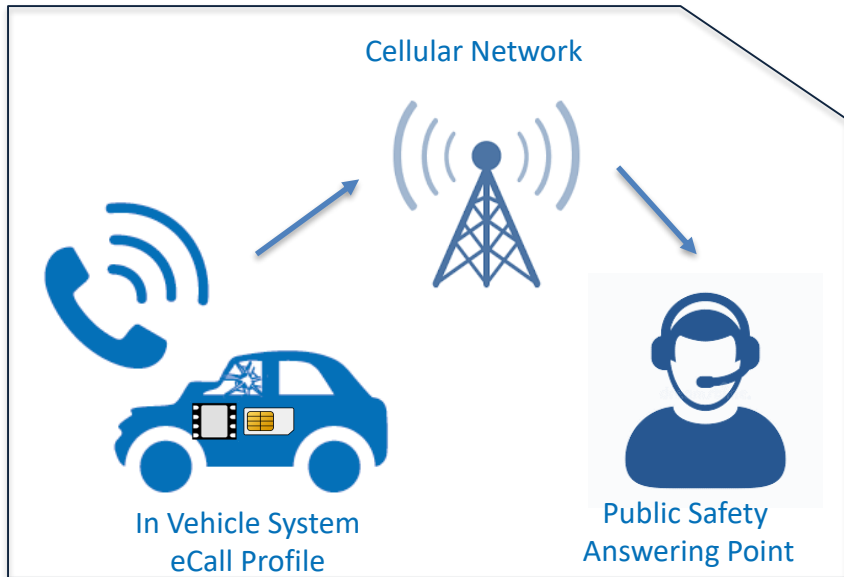 Cellular Network
In Vehicle System
eCall Profile
Public Safety
Answering Point